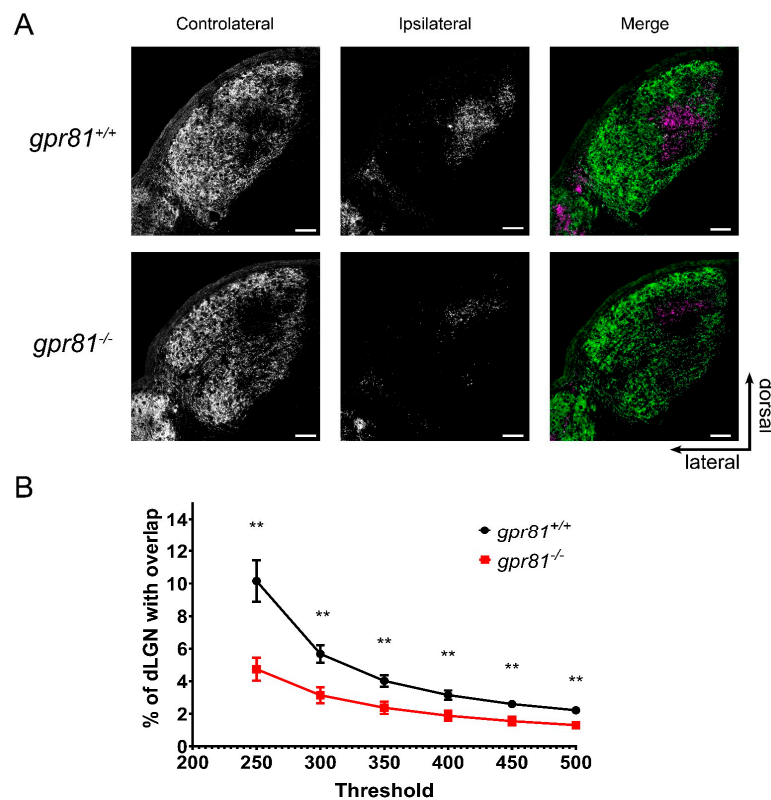 A
Controlateral Ipsilateral Merge
gpr81+/+
gpr81-/-
dorsal
lateral
B
% of dLGN with overlap
14
12
10
8
6
4
2
0
** ** ** ** ** **
gpr81+/+
gpr81-/-
200 250 300 350 400 450 500
Threshold